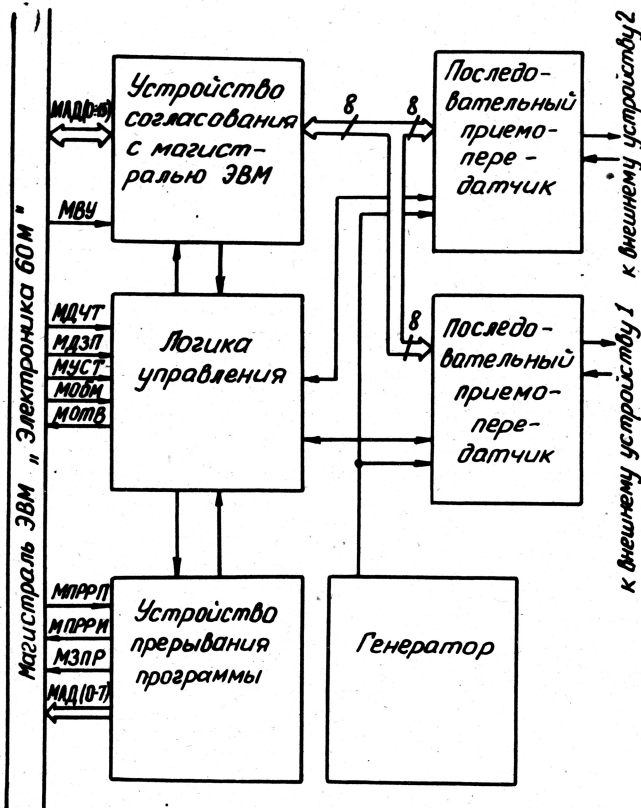 Магистраль ЭВМ „Электроника 60М"
МАД(0-15)
МВУ
МДЧТ
МДЗП
МУСТ
МОБМ
МОТВ
МПРРП
МПРРИ
МЗПР
МАД(0-7)
Устройство
согласования
с магист-
ралью ЭВМ
Логика
управления
Устройство
прерывания
программы
8
8
8
Последо-
вательный
приемо-
пере-
датчик
Последо-
вательный
приемо-
пере-
датчик
Генератор
к внешнему устройству 2
к внешнему устройству 1